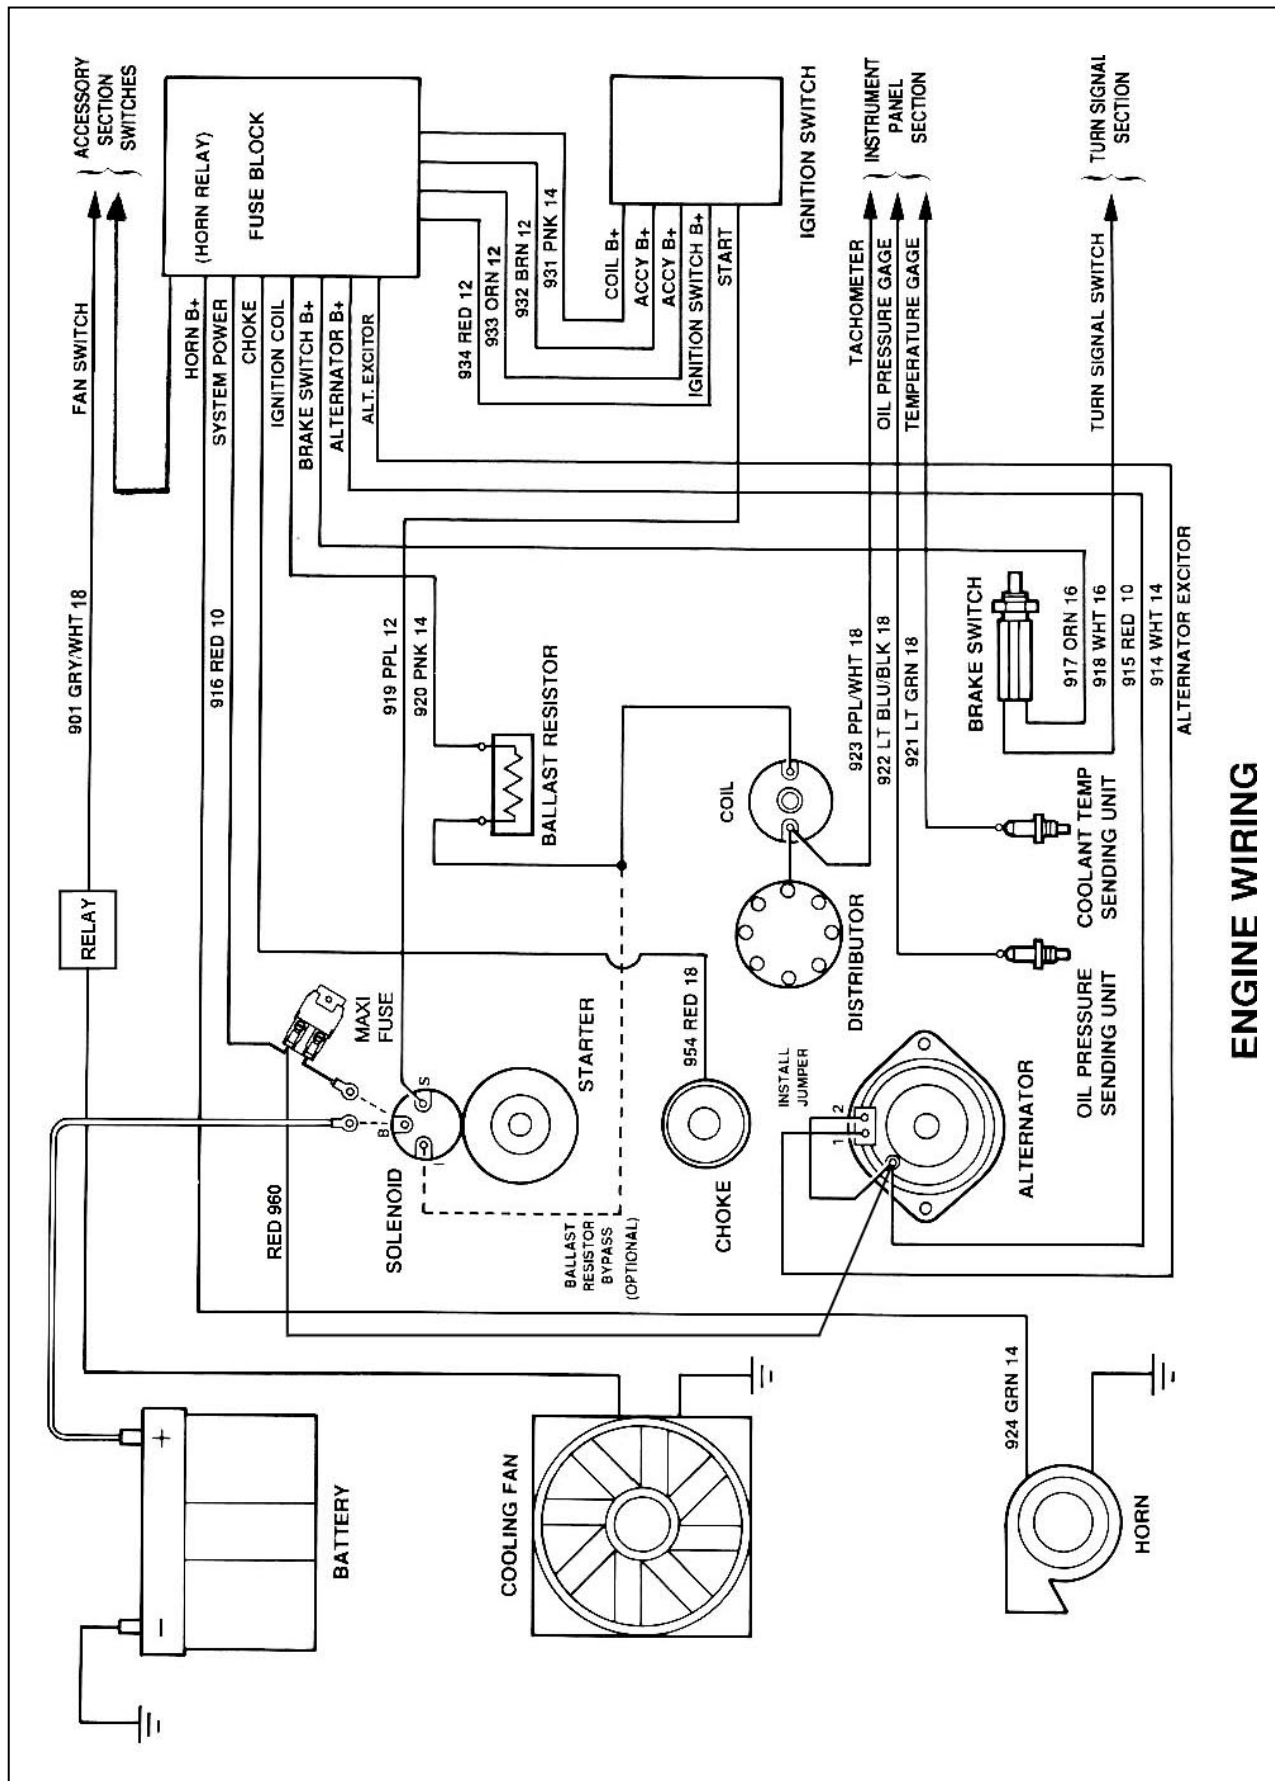 ACCESSORY
SECTION
SWITCHES
FAN SWITCH
901 GRY/WHT 18
RELAY
(HORN RELAY)
FUSE BLOCK
HORN B+
SYSTEM POWER
CHOKE
IGNITION COIL
BRAKE SWITCH B+
ALTERNATOR B+
ALT. EXCITOR
934 RED 12
933 ORN 12
932 BRN 12
931 PNK 14
COIL B+
ACCY B+
ACCY B+
IGNITION SWITCH B+
START
IGNITION SWITCH
INSTRUMENT
PANEL
SECTION
TACHOMETER
OIL PRESSURE GAGE
TEMPERATURE GAGE
TURN SIGNAL
SECTION
TURN SIGNAL SWITCH
916 RED 10
919 PPL 12
920 PNK 14
BALLAST RESISTOR
COIL
923 PPL/WHT 18
922 LT BLU/BLK 18
921 LT GRN 18
BRAKE SWITCH
917 ORN 16
918 WHT 16
915 RED 10
914 WHT 14
ALTERNATOR EXCITOR
MAXI
FUSE
S
B
I
SOLENOID
STARTER
RED 960
BALLAST
RESISTOR
BYPASS
(OPTIONAL)
954 RED 18
CHOKE
DISTRIBUTOR
INSTALL
JUMPER
1 2
ALTERNATOR
OIL PRESSURE
SENDING UNIT
COOLANT TEMP
SENDING UNIT
+
−
BATTERY
COOLING FAN
924 GRN 14
HORN
ENGINE WIRING